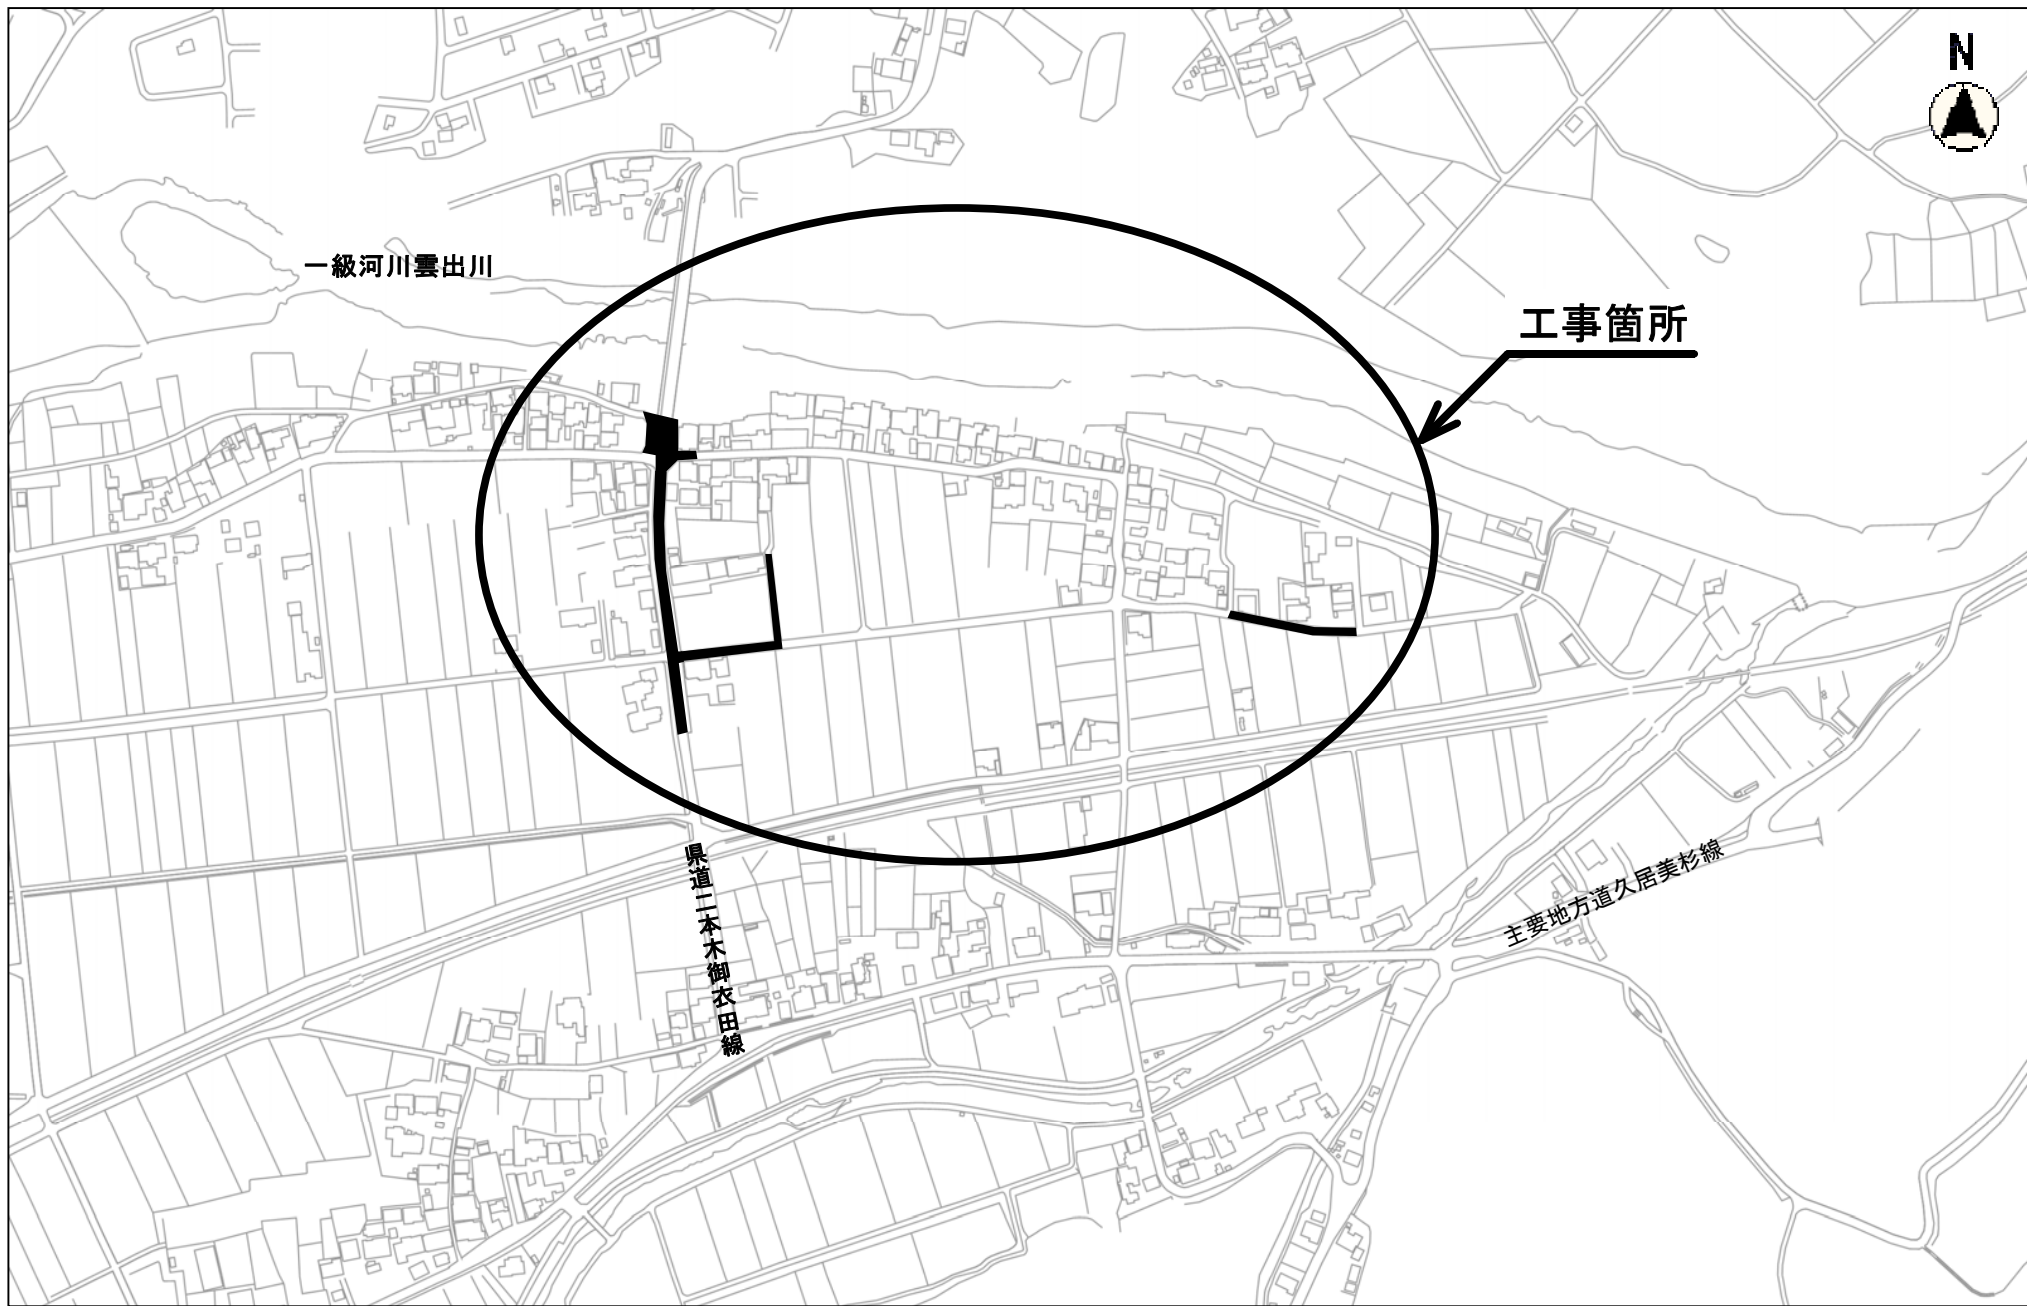 N
一級河川雲出川
工事箇所
県道二本木御衣田線
主要地方道久居美杉線